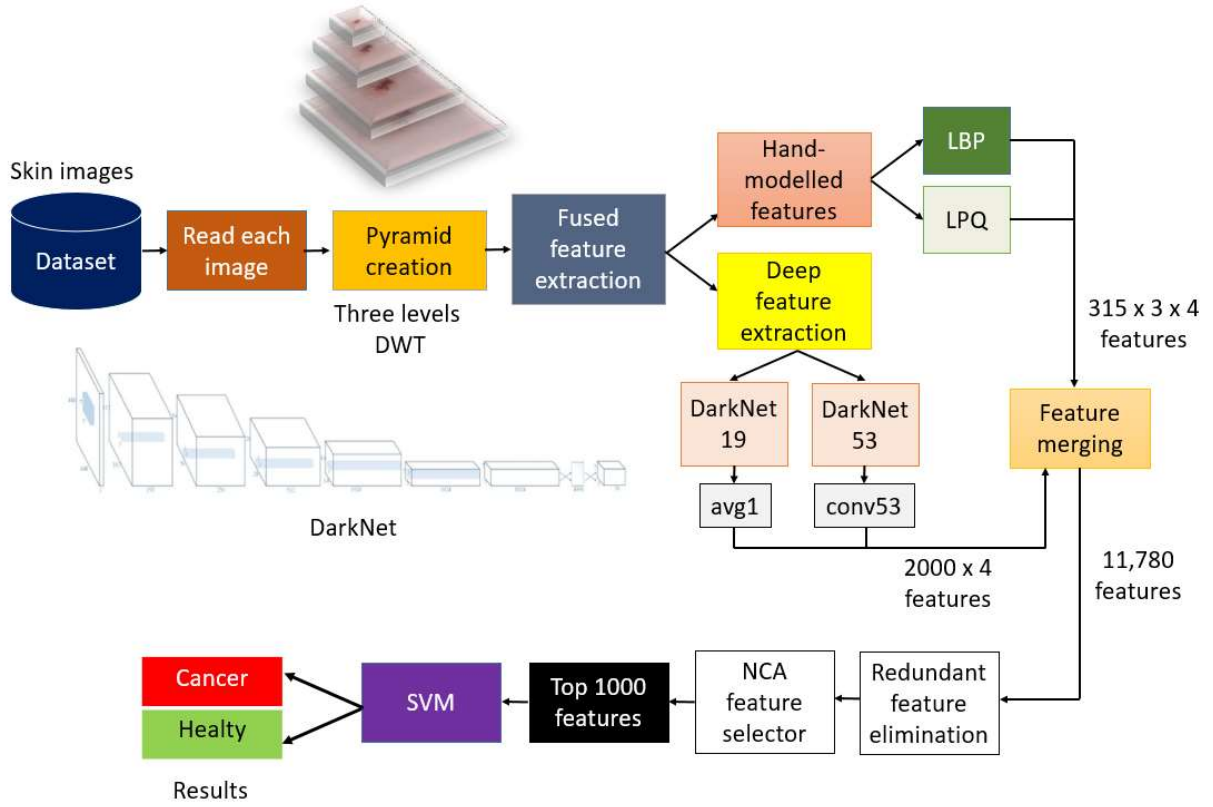 Skin images
Dataset
Read each
image
Pyramid
creation
Three levels
DWT
Fused
feature
extraction
Hand-
modelled
features
LBP
LPQ
315 x 3 x 4
features
Deep
feature
extraction
DarkNet
19
DarkNet
53
avg1
conv53
2000 x 4
features
Feature
merging
11,780
features
DarkNet
Redundant
feature
elimination
NCA
feature
selector
Top 1000
features
SVM
Cancer
Healty
Results